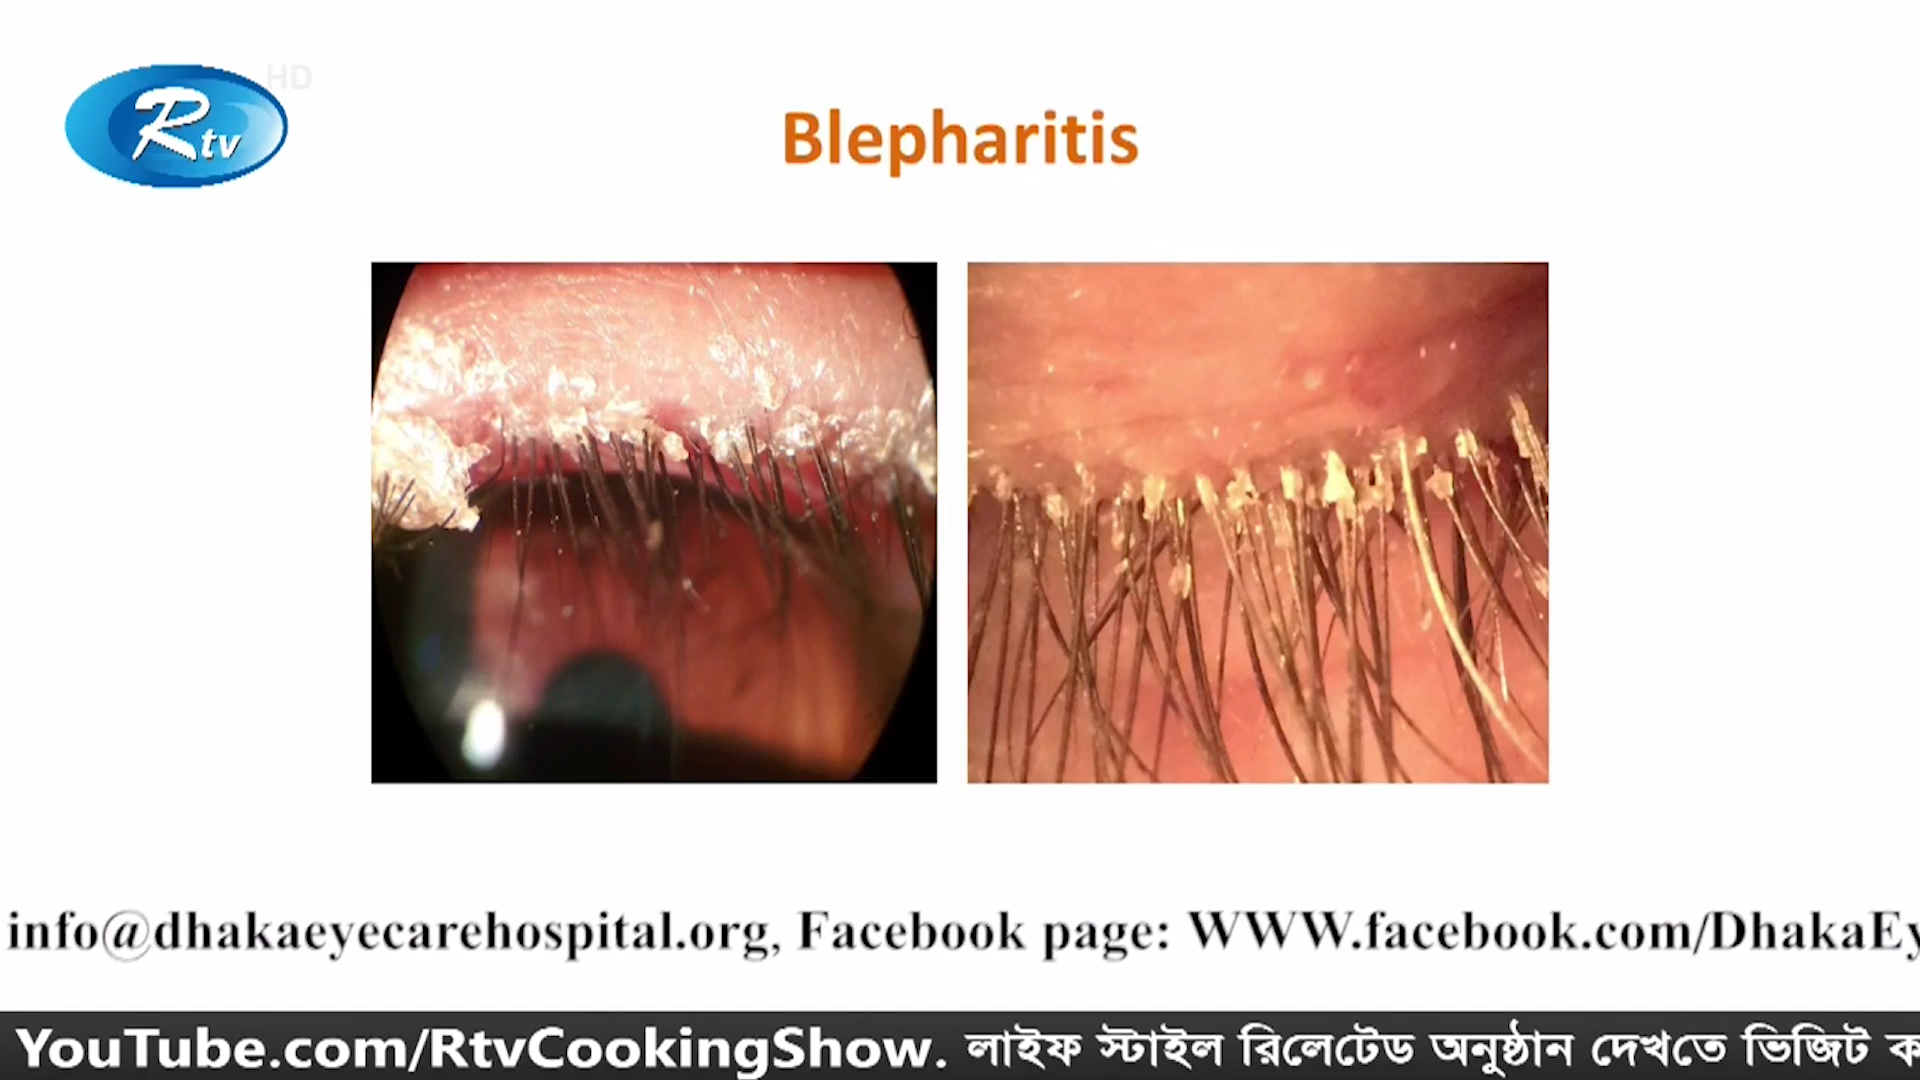 Rtv
HD
Blepharitis
info@dhakaeyecarehospital.org, Facebook page: WWW.facebook.com/DhakaEy
YouTube.com/RtvCookingShow. লাইফ স্টাইল রিলেটেড অনুষ্ঠান দেখতে ভিজিট ক